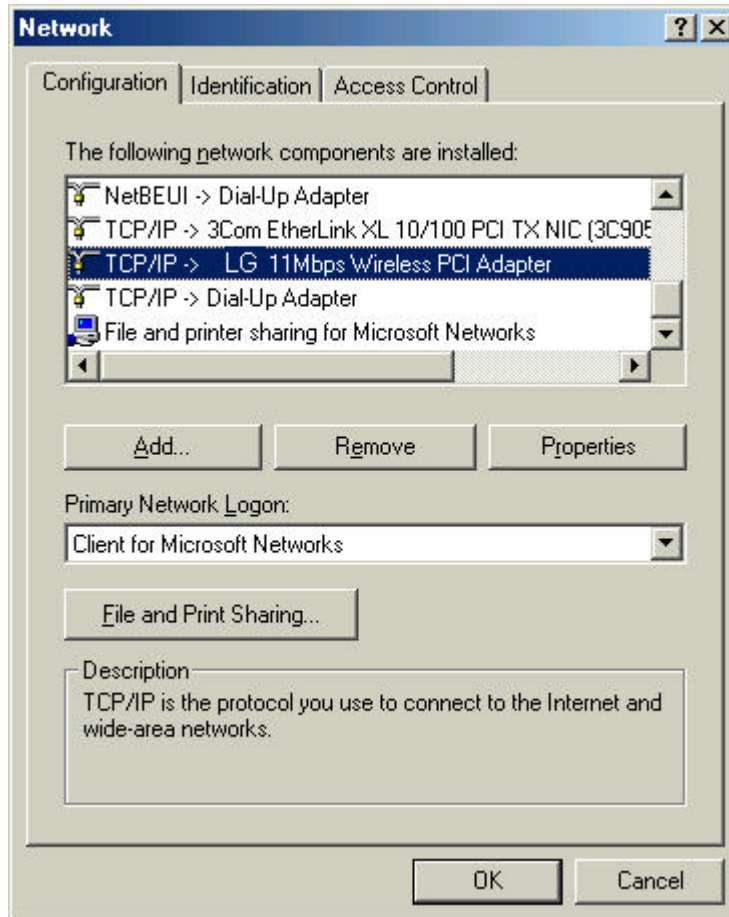 Network
Configuration
Identification
Access Control
The following network components are installed:
NetBEUI -> Dial-Up Adapter
TCP/IP -> 3Com EtherLink XL 10/100 PCI TX NIC (3C905
TCP/IP -> LG 11Mbps Wireless PCI Adapter
TCP/IP -> Dial-Up Adapter
File and printer sharing for Microsoft Networks
Add...
Remove
Properties
Primary Network Logon:
Client for Microsoft Networks
File and Print Sharing...
Description
TCP/IP is the protocol you use to connect to the Internet and
wide-area networks.
OK
Cancel